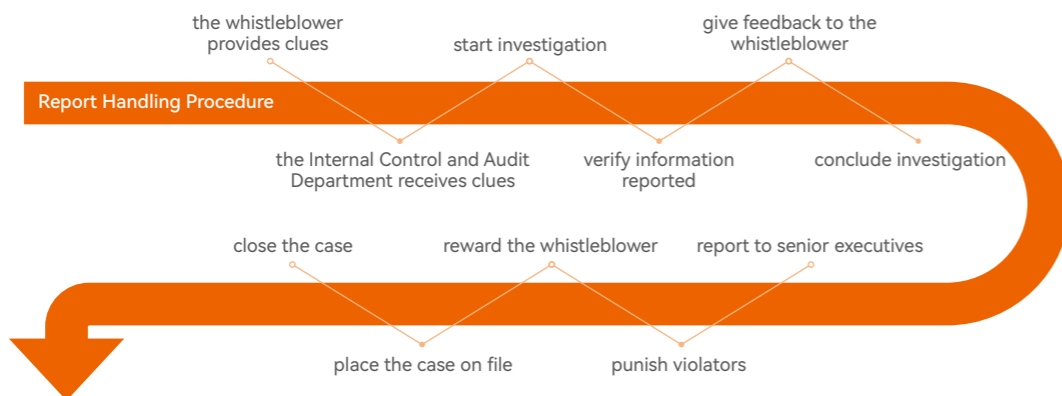 the whistleblower
provides clues
start investigation
give feedback to the
whistleblower
Report Handling Procedure
the Internal Control and Audit
Department receives clues
verify information
reported
conclude investigation
close the case
reward the whistleblower
report to senior executives
place the case on file
punish violators